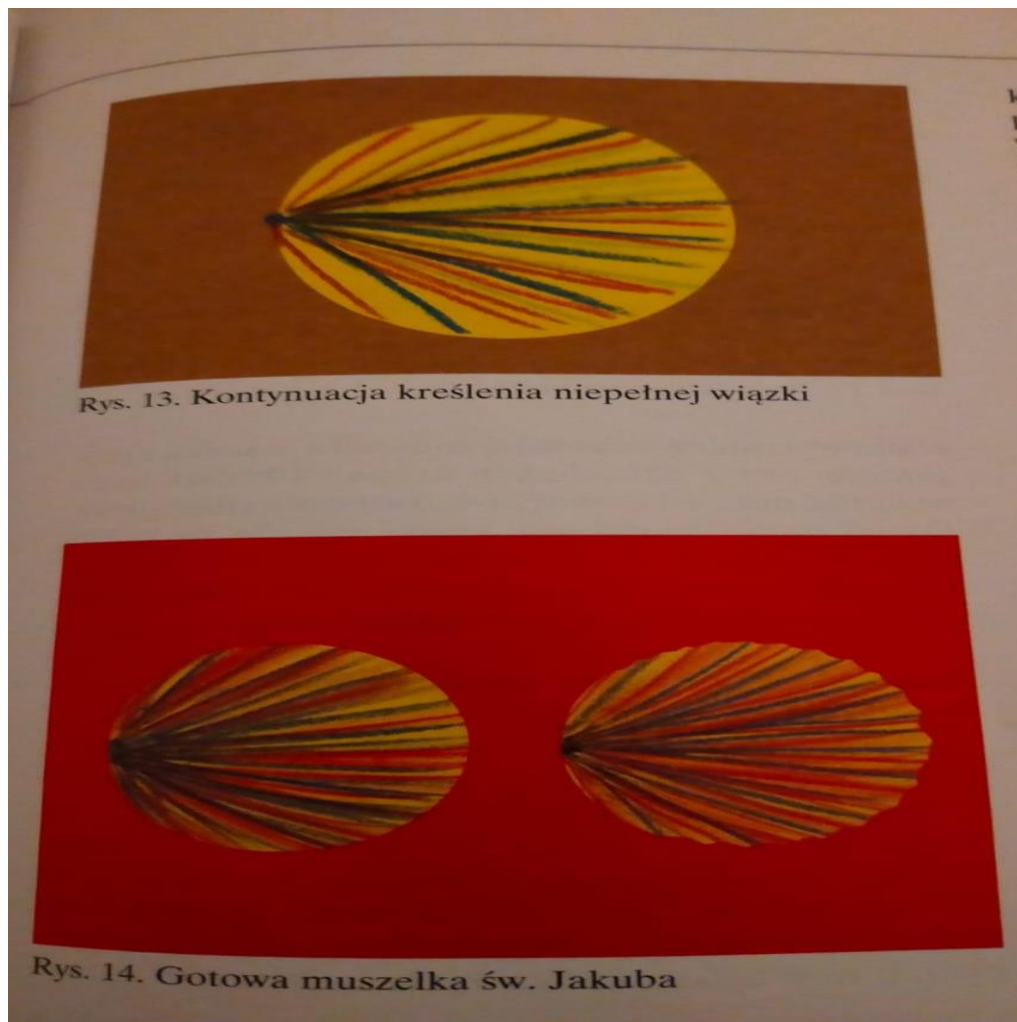 Rys. 13. Kontynuacja kreślenia niepełnej wiązki
Rys. 14. Gotowa muszelka św. Jakuba